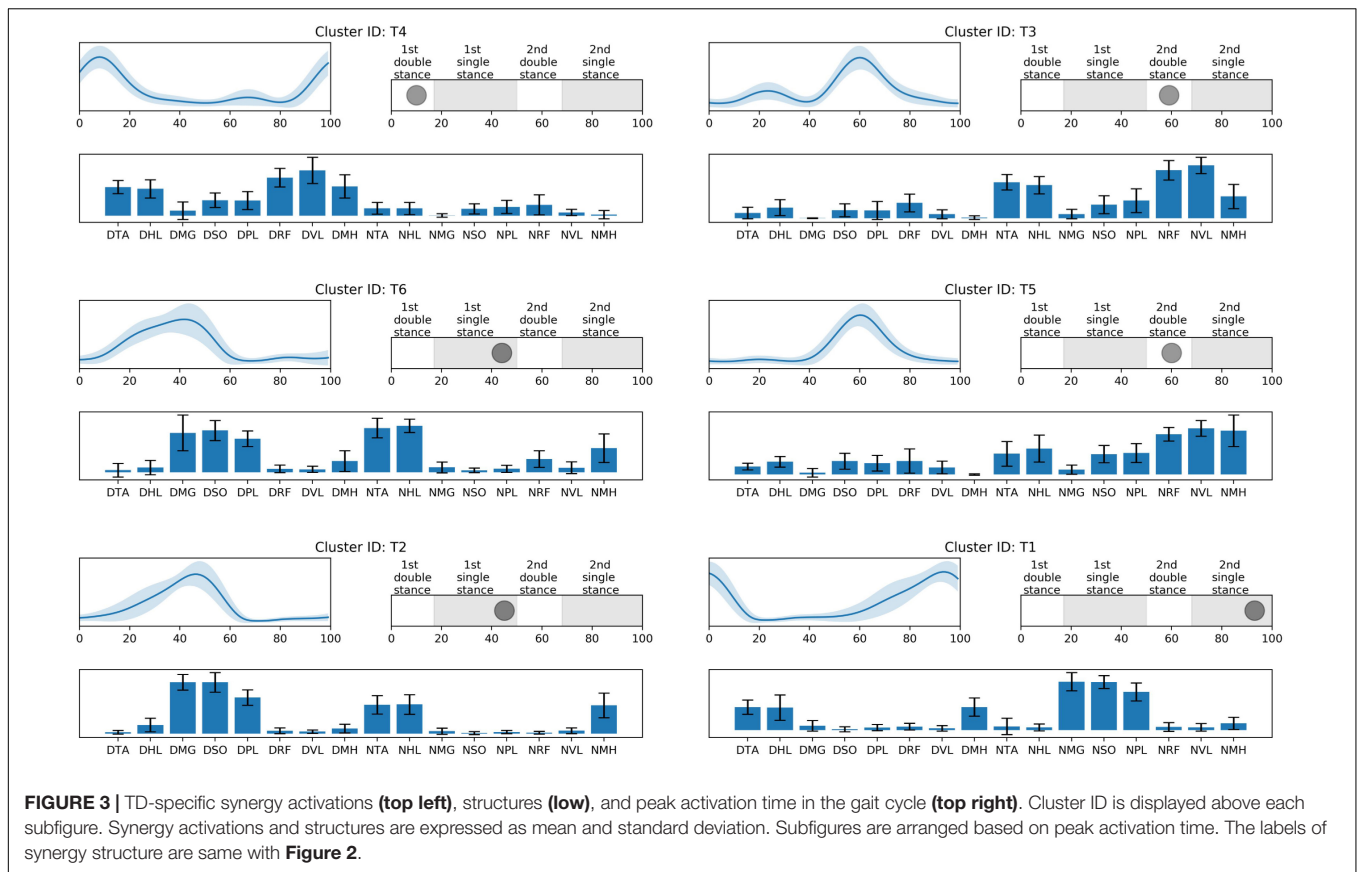 Cluster ID: T4
1st double stance 1st single stance 2nd double stance 2nd single stance
0 20 40 60 80 100
0 20 40 60 80 100
DTA DHL DMG DSO DPL DRF DVL DMH NTA NHL NMG NSO NPL NRF NVL NMH
Cluster ID: T3
1st double stance 1st single stance 2nd double stance 2nd single stance
0 20 40 60 80 100
0 20 40 60 80 100
DTA DHL DMG DSO DPL DRF DVL DMH NTA NHL NMG NSO NPL NRF NVL NMH
Cluster ID: T6
1st double stance 1st single stance 2nd double stance 2nd single stance
0 20 40 60 80 100
0 20 40 60 80 100
DTA DHL DMG DSO DPL DRF DVL DMH NTA NHL NMG NSO NPL NRF NVL NMH
Cluster ID: T5
1st double stance 1st single stance 2nd double stance 2nd single stance
0 20 40 60 80 100
0 20 40 60 80 100
DTA DHL DMG DSO DPL DRF DVL DMH NTA NHL NMG NSO NPL NRF NVL NMH
Cluster ID: T2
1st double stance 1st single stance 2nd double stance 2nd single stance
0 20 40 60 80 100
0 20 40 60 80 100
DTA DHL DMG DSO DPL DRF DVL DMH NTA NHL NMG NSO NPL NRF NVL NMH
Cluster ID: T1
1st double stance 1st single stance 2nd double stance 2nd single stance
0 20 40 60 80 100
0 20 40 60 80 100
DTA DHL DMG DSO DPL DRF DVL DMH NTA NHL NMG NSO NPL NRF NVL NMH
FIGURE 3 | TD-specific synergy activations (top left), structures (low), and peak activation time in the gait cycle (top right). Cluster ID is displayed above each
subfigure. Synergy activations and structures are expressed as mean and standard deviation. Subfigures are arranged based on peak activation time. The labels of
synergy structure are same with Figure 2.